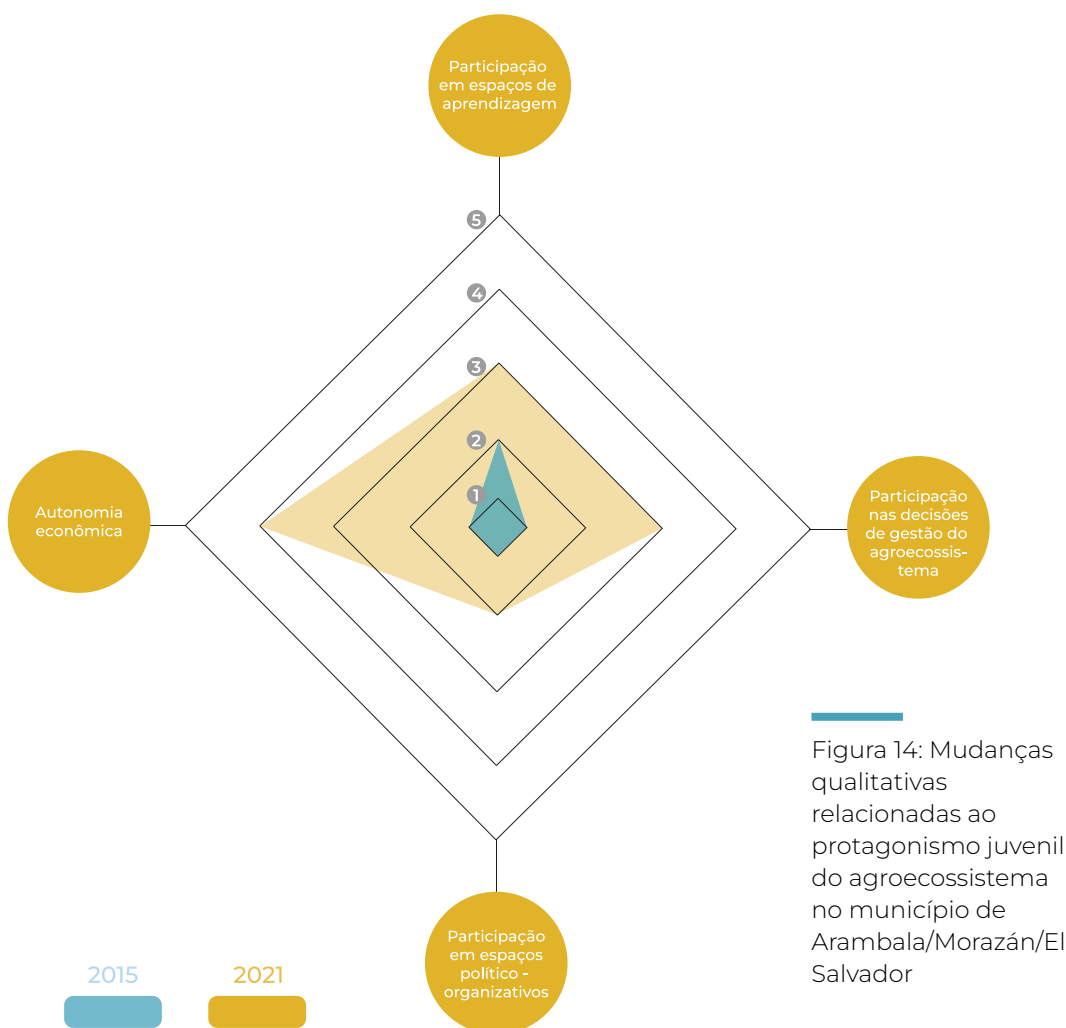 Participação
em espaços de
aprendizagem
5
4
3
2
1
Autonomia
econômica
Participação
nas decisões
de gestão do
agroecossis-
tema
Participação
em espaços
político -
organizativos
2015
2021
Figura 14: Mudanças
qualitativas
relacionadas ao
protagonismo juvenil
do agroecossistema
no município de
Arambala/Morazán/El
Salvador